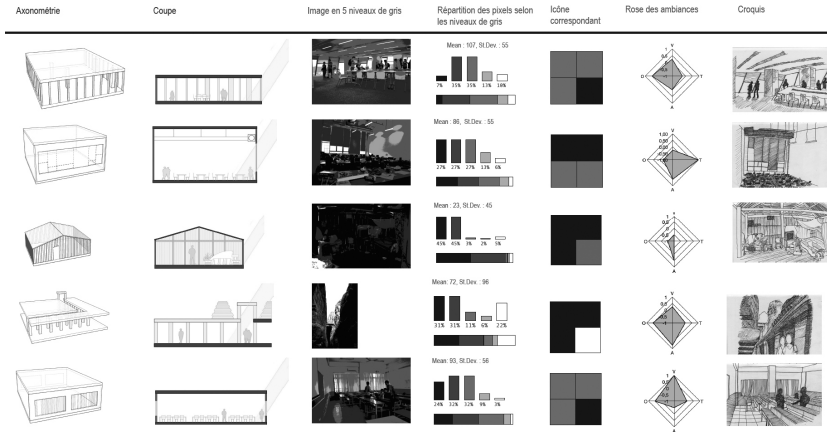 Axonométrie
Coupe
Image en 5 niveaux de gris
Répartition des pixels selon
les niveaux de gris
Icône
correspondant
Rose des ambiances
Croquis
Mean : 107, St.Dev. : 55
7% 35% 35% 13% 10%
V
O T
A
Mean : 86, St.Dev. : 55
27% 27% 27% 13% 6%
V
O T
A
Mean : 23, St.Dev. : 45
45% 45% 3% 2% 5%
V
O T
A
Mean: 72, St.Dev. : 96
31% 31% 11% 6% 22%
V
O T
A
Mean: 93, St.Dev. : 56
24% 32% 32% 9% 3%
V
O T
A